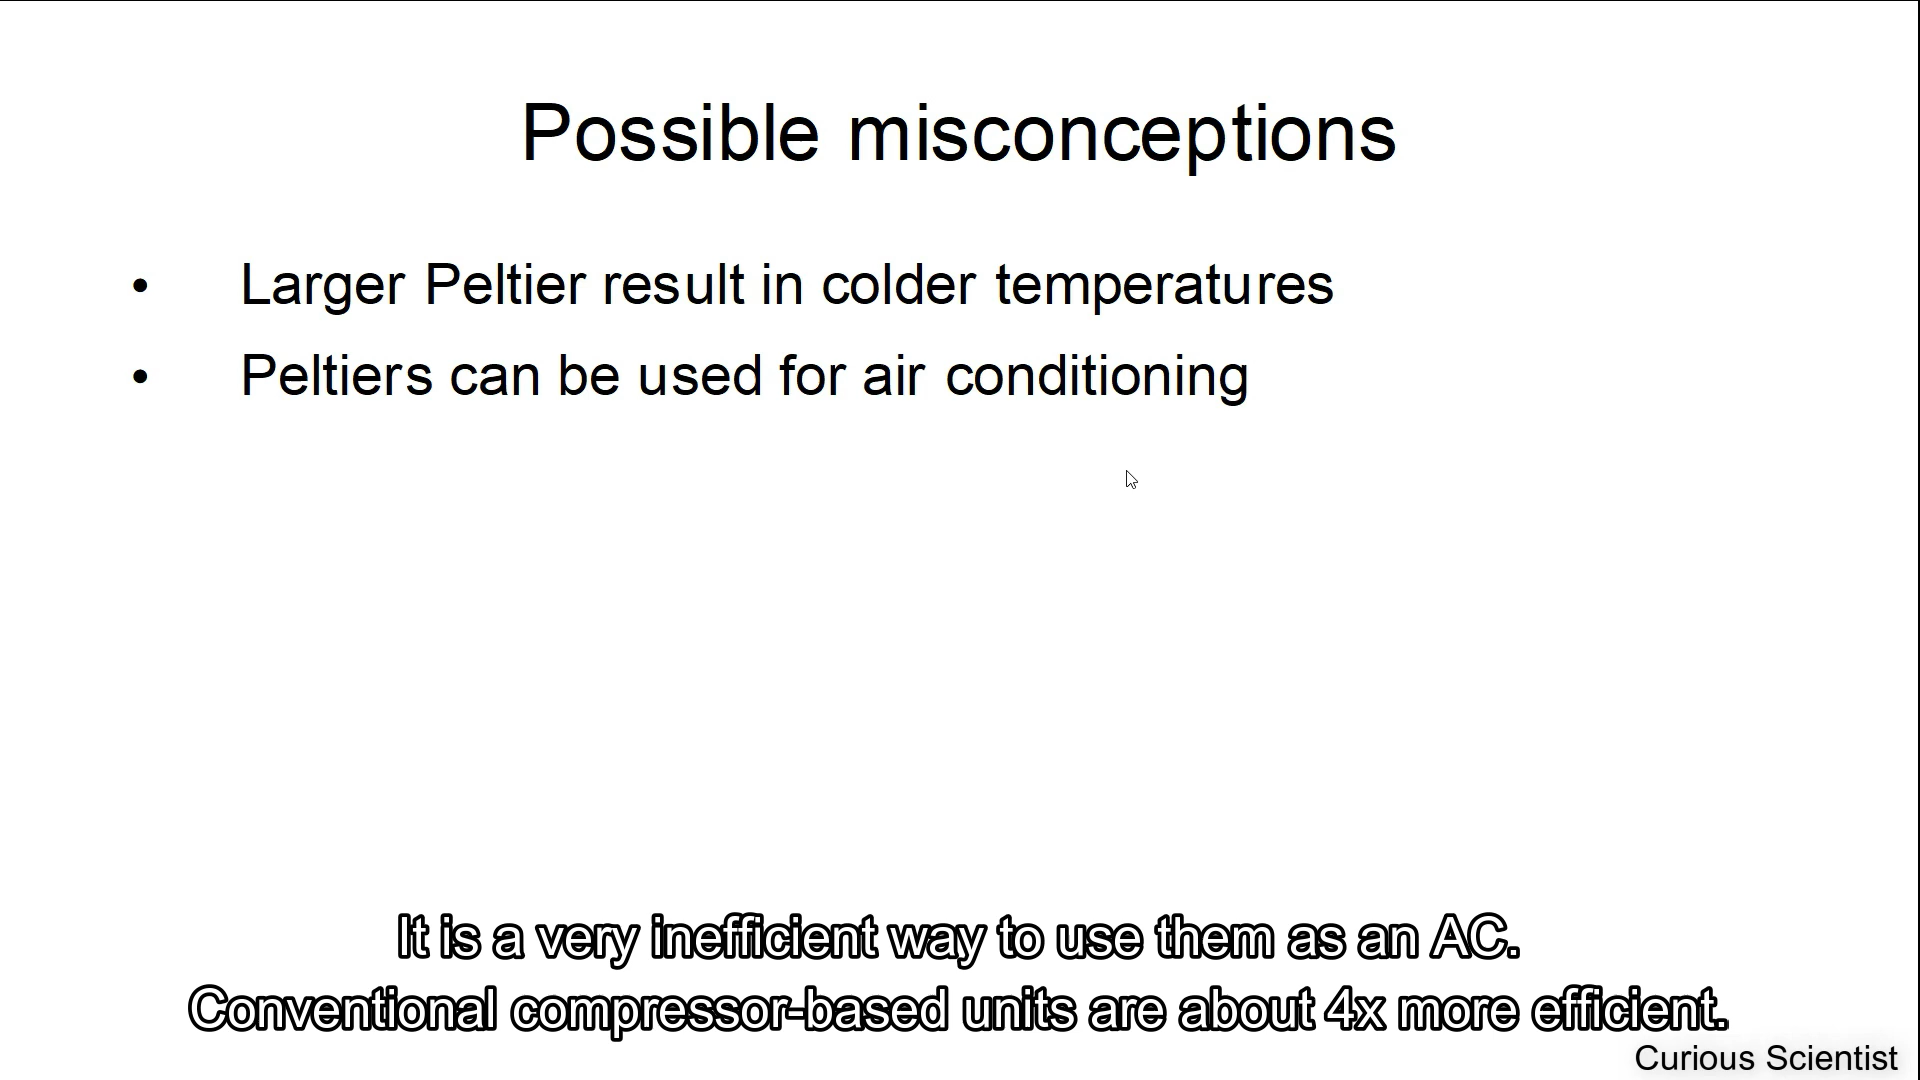 Possible misconceptions
• Larger Peltier result in colder temperatures
• Peltiers can be used for air conditioning
It is a very inefficient way to use them as an AC.
Conventional compressor-based units are about 4x more efficient.
Curious Scientist